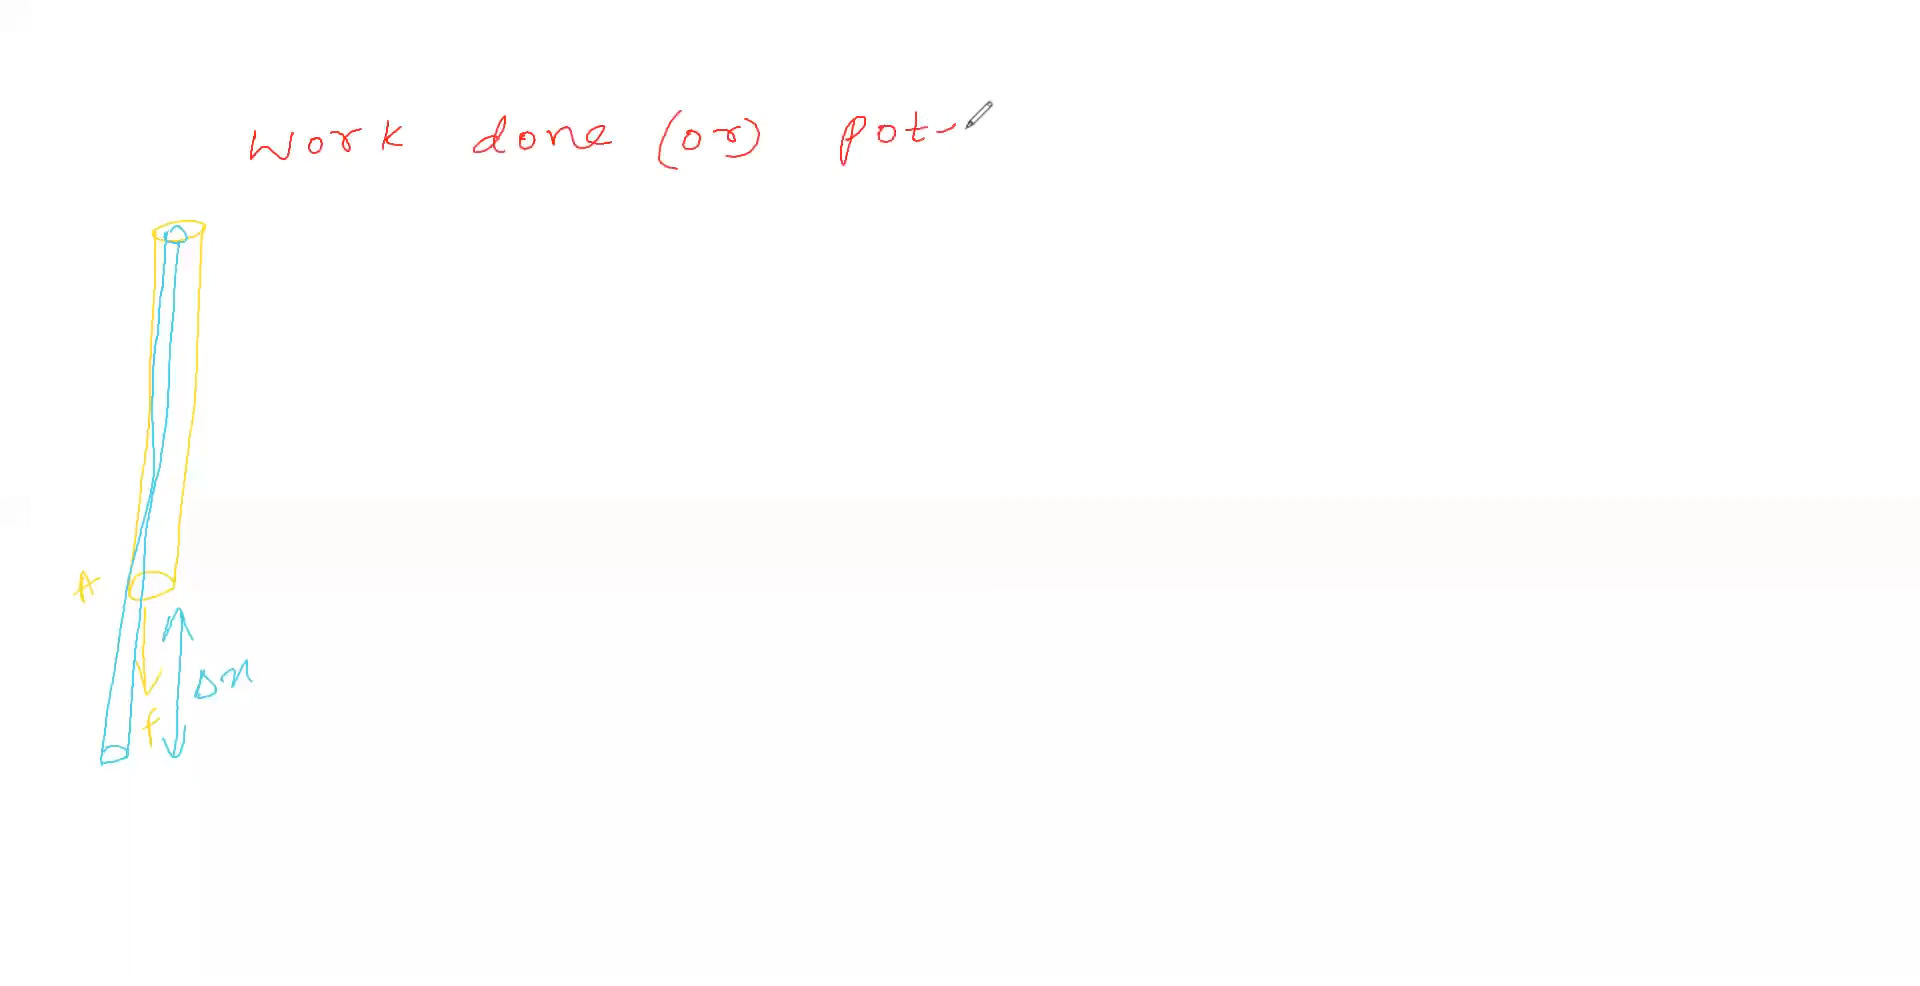 Work done (or) pot-
A
Δx
f